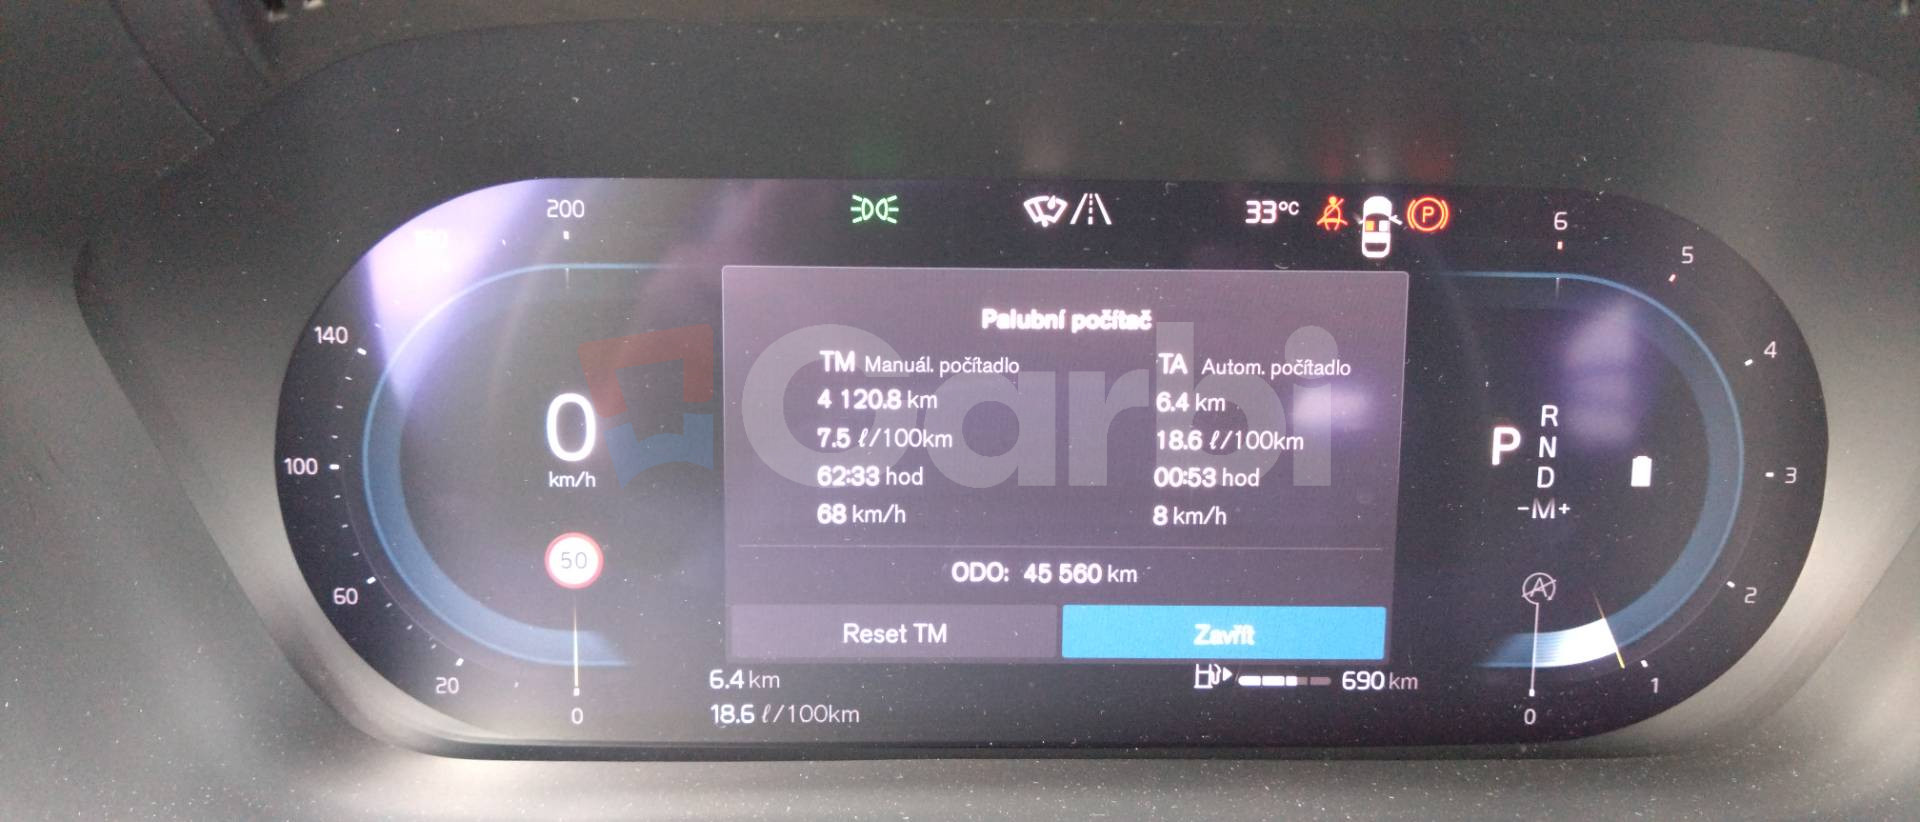 200
33°C
6
5
140
4
100
3
60
2
20
1
0
0
0
km/h
50
Palubní počítač
TM Manuál. počítadlo
4 120.8 km
7.5 ℓ/100km
62:33 hod
68 km/h
TA Autom. počítadlo
6.4 km
18.6 ℓ/100km
00:53 hod
8 km/h
ODO: 45 560 km
Reset TM
Zavřít
P
R
N
D
-M+
A
P
6.4 km
18.6 ℓ/100km
690 km
Carbi